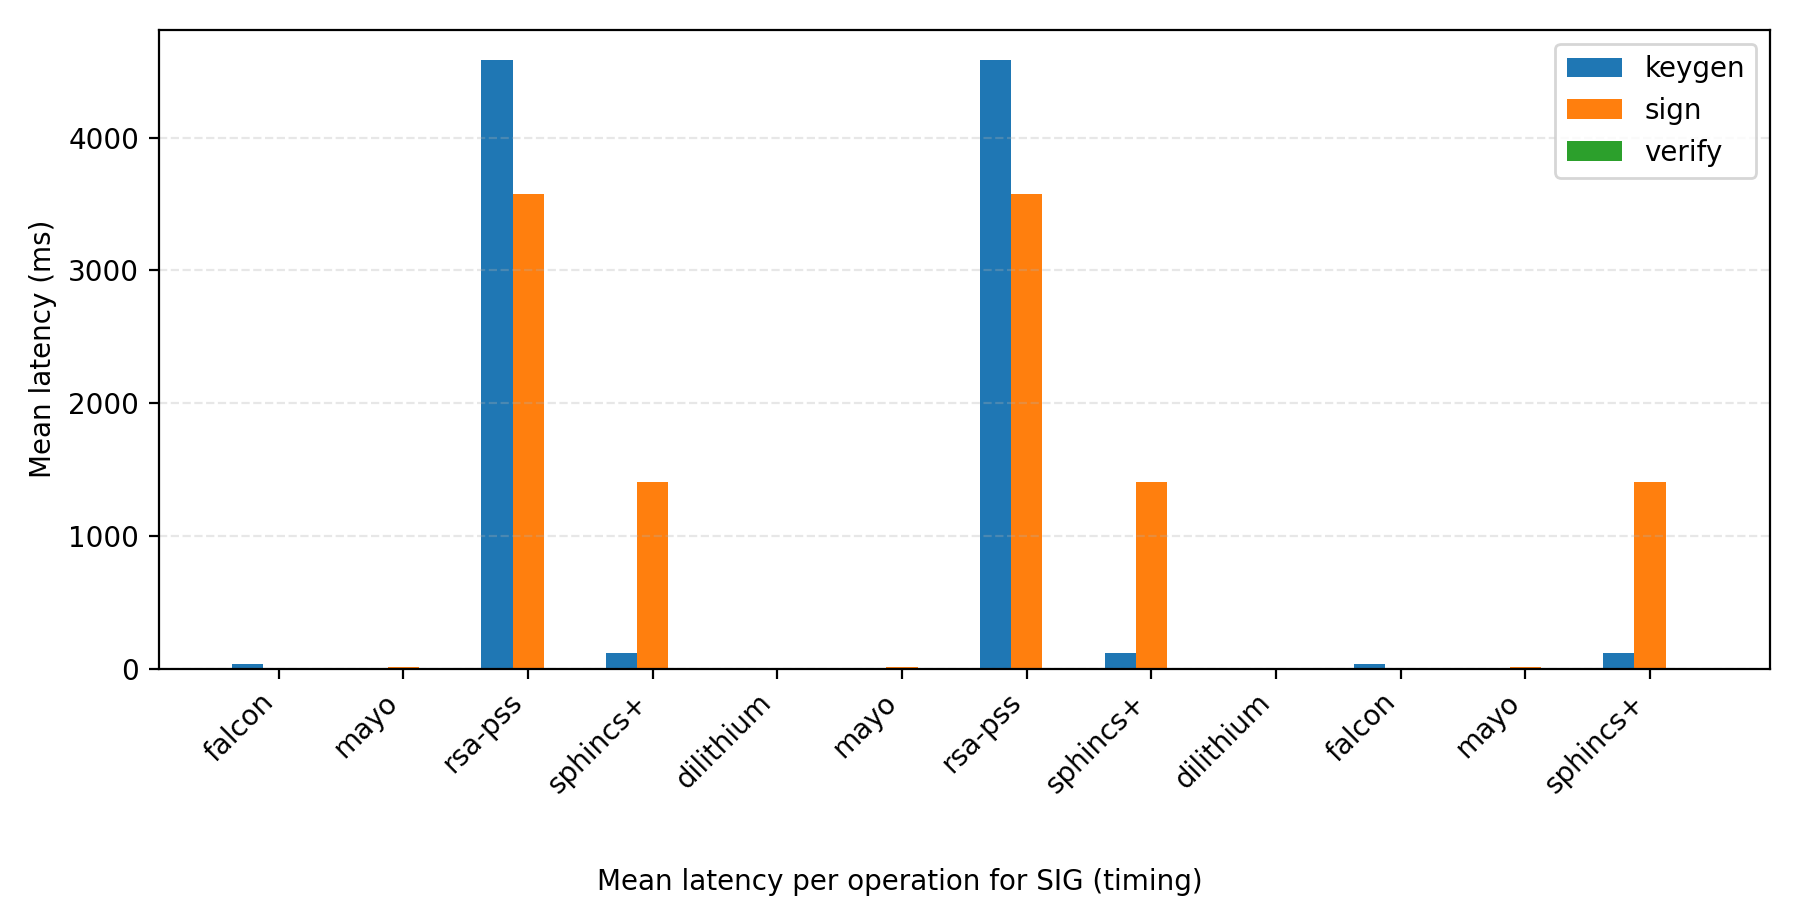 keygen
sign
verify
Mean latency (ms)
4000
3000
2000
1000
0
falcon
mayo
rsa-pss
sphincs+
dilithium
mayo
rsa-pss
sphincs+
dilithium
falcon
mayo
sphincs+
Mean latency per operation for SIG (timing)